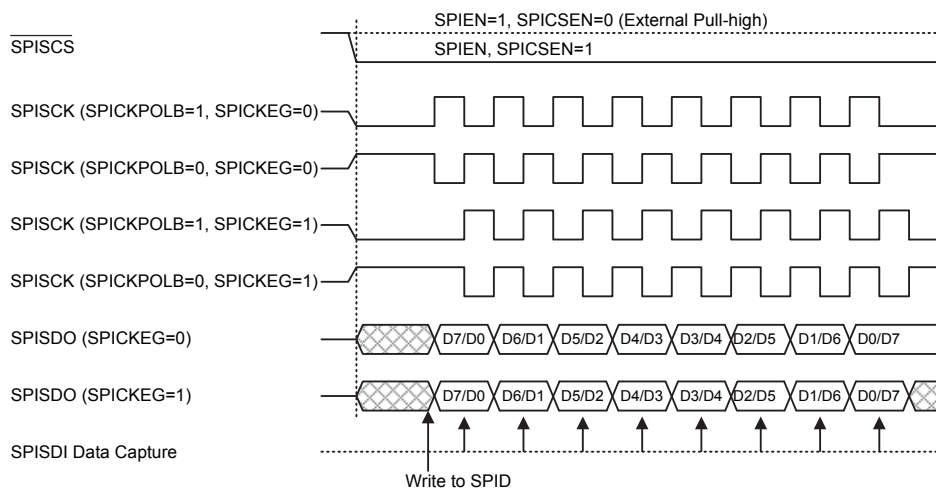 SPIEN=1, SPICSEN=0 (External Pull-high)
SPISCS
SPIEN, SPICSEN=1
SPISCK (SPICKPOLB=1, SPICKEG=0)
SPISCK (SPICKPOLB=0, SPICKEG=0)
SPISCK (SPICKPOLB=1, SPICKEG=1)
SPISCK (SPICKPOLB=0, SPICKEG=1)
SPISDO (SPICKEG=0) D7/D0 D6/D1 D5/D2 D4/D3 D3/D4 D2/D5 D1/D6 D0/D7
SPISDO (SPICKEG=1) D7/D0 D6/D1 D5/D2 D4/D3 D3/D4 D2/D5 D1/D6 D0/D7
SPISDI Data Capture
Write to SPID